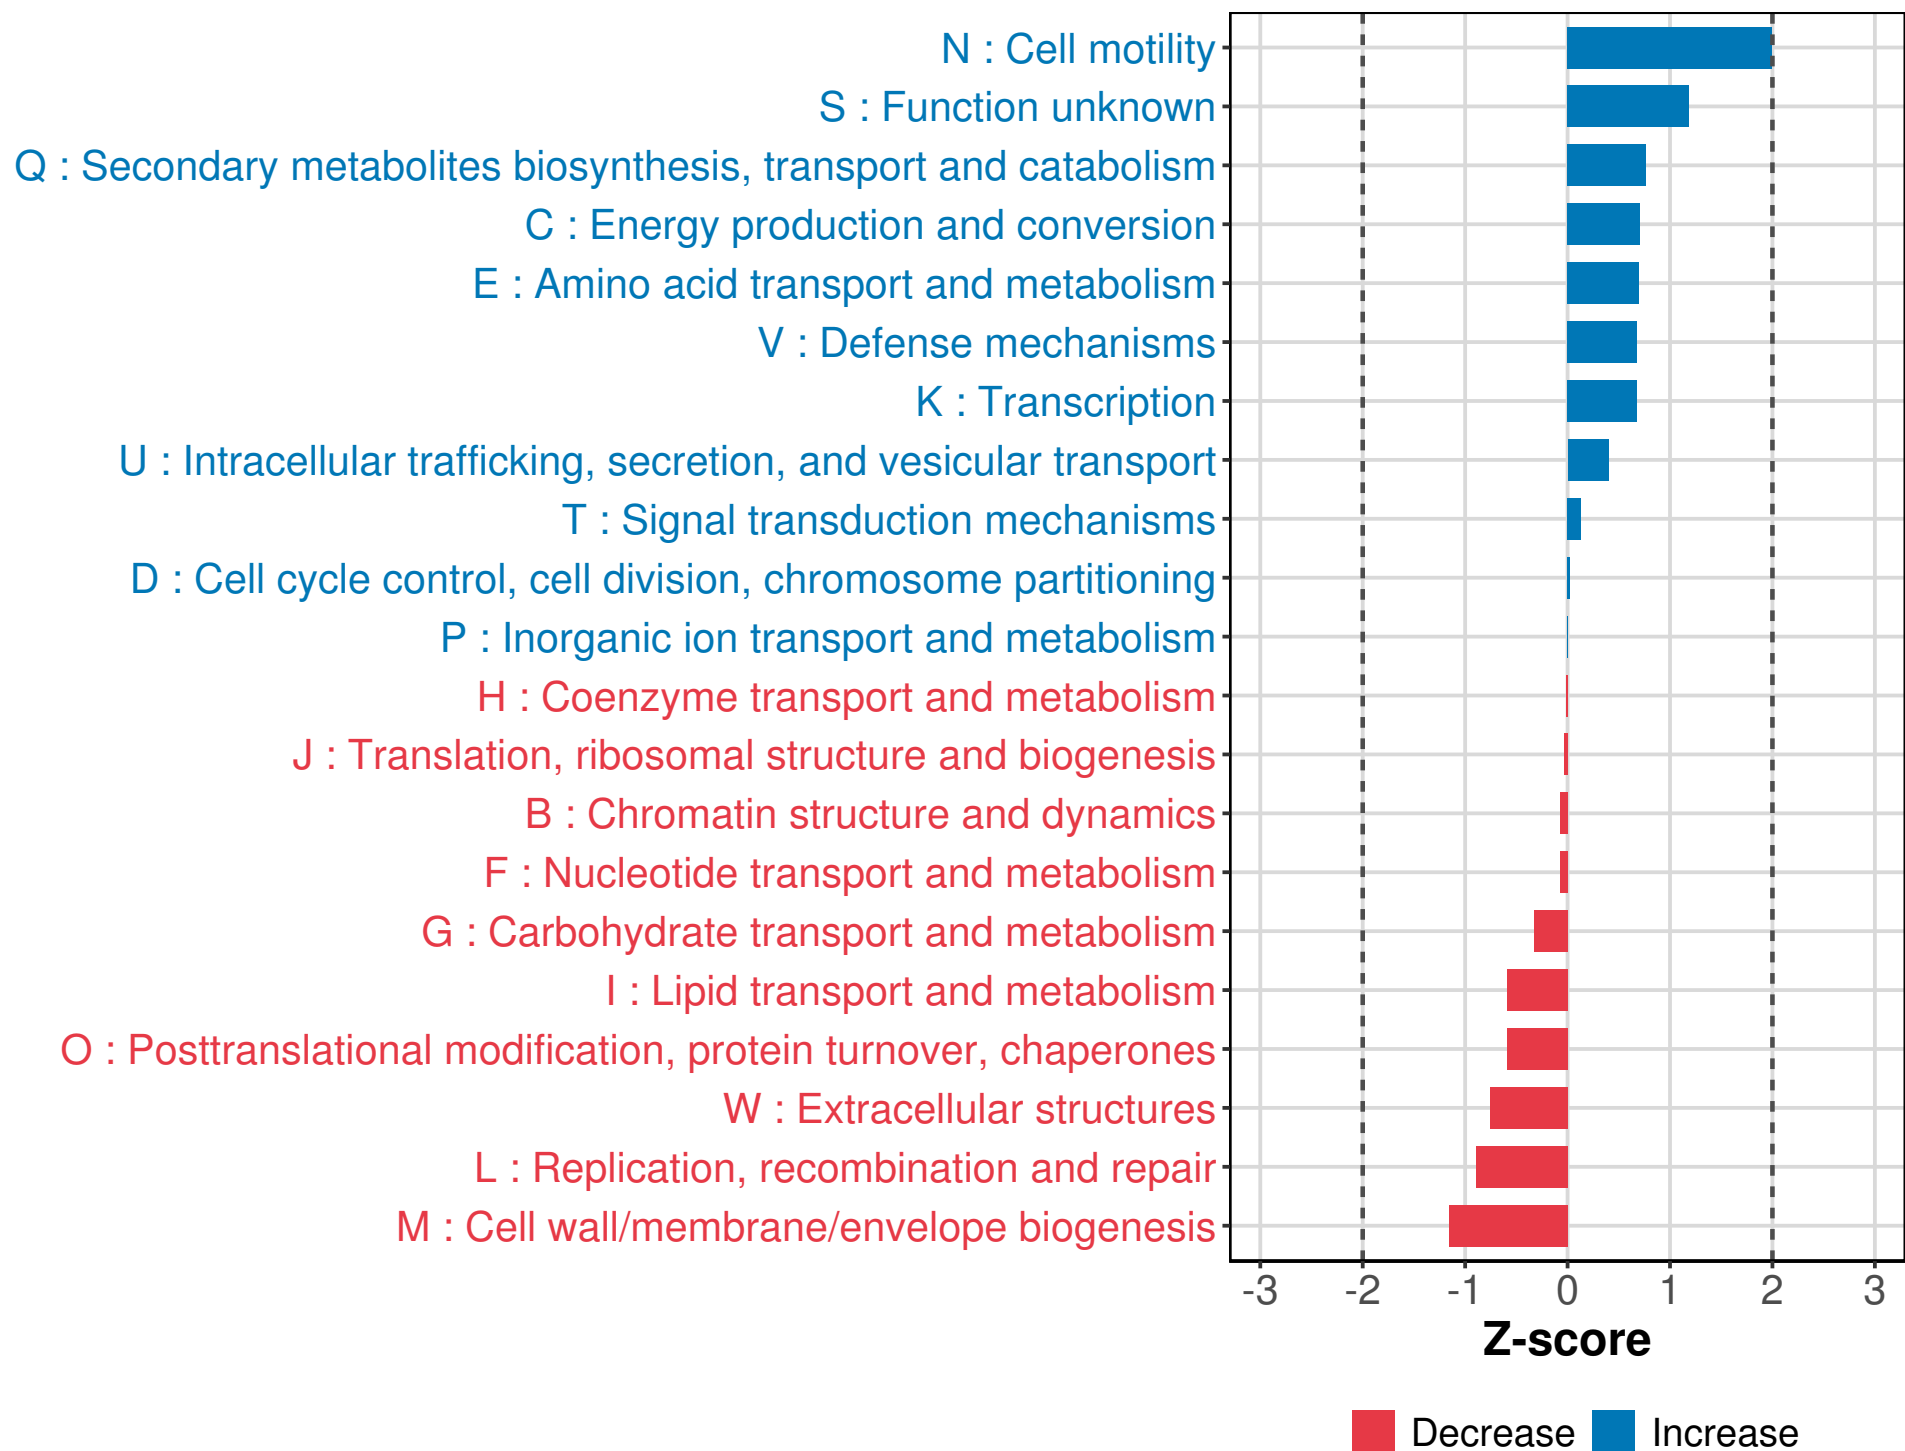 N : Cell motility
S : Function unknown
Q : Secondary metabolites biosynthesis, transport and catabolism
C : Energy production and conversion
E : Amino acid transport and metabolism
V : Defense mechanisms
K : Transcription
U : Intracellular trafficking, secretion, and vesicular transport
T : Signal transduction mechanisms
D : Cell cycle control, cell division, chromosome partitioning
P : Inorganic ion transport and metabolism
H : Coenzyme transport and metabolism
J : Translation, ribosomal structure and biogenesis
B : Chromatin structure and dynamics
F : Nucleotide transport and metabolism
G : Carbohydrate transport and metabolism
I : Lipid transport and metabolism
O : Posttranslational modification, protein turnover, chaperones
W : Extracellular structures
L : Replication, recombination and repair
M : Cell wall/membrane/envelope biogenesis
-3 -2 -1 0 1 2 3
Z-score
Decrease Increase